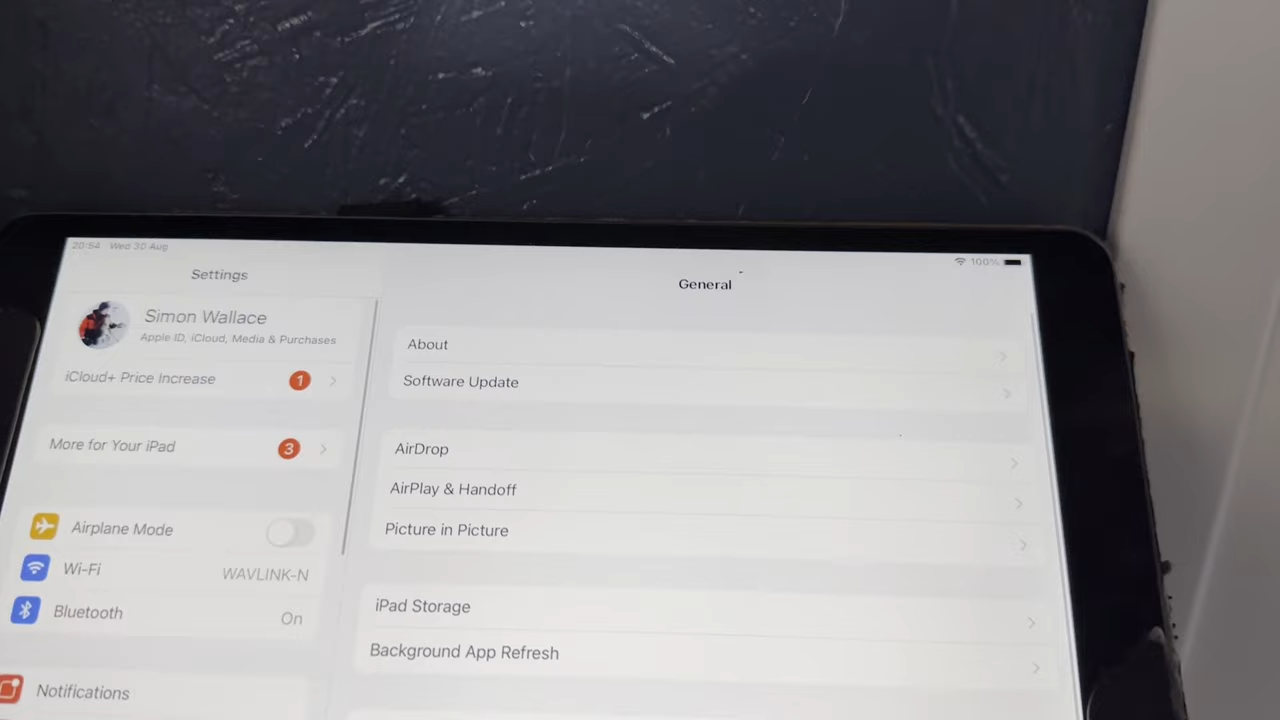 20:54 Wed 30 Aug
100%
Settings
General
Simon Wallace
Apple ID, iCloud, Media & Purchases
iCloud+ Price Increase 1
More for Your iPad 3
Airplane Mode
Wi-Fi WAVLINK-N
Bluetooth On
Notifications
About
Software Update
AirDrop
AirPlay & Handoff
Picture in Picture
iPad Storage
Background App Refresh